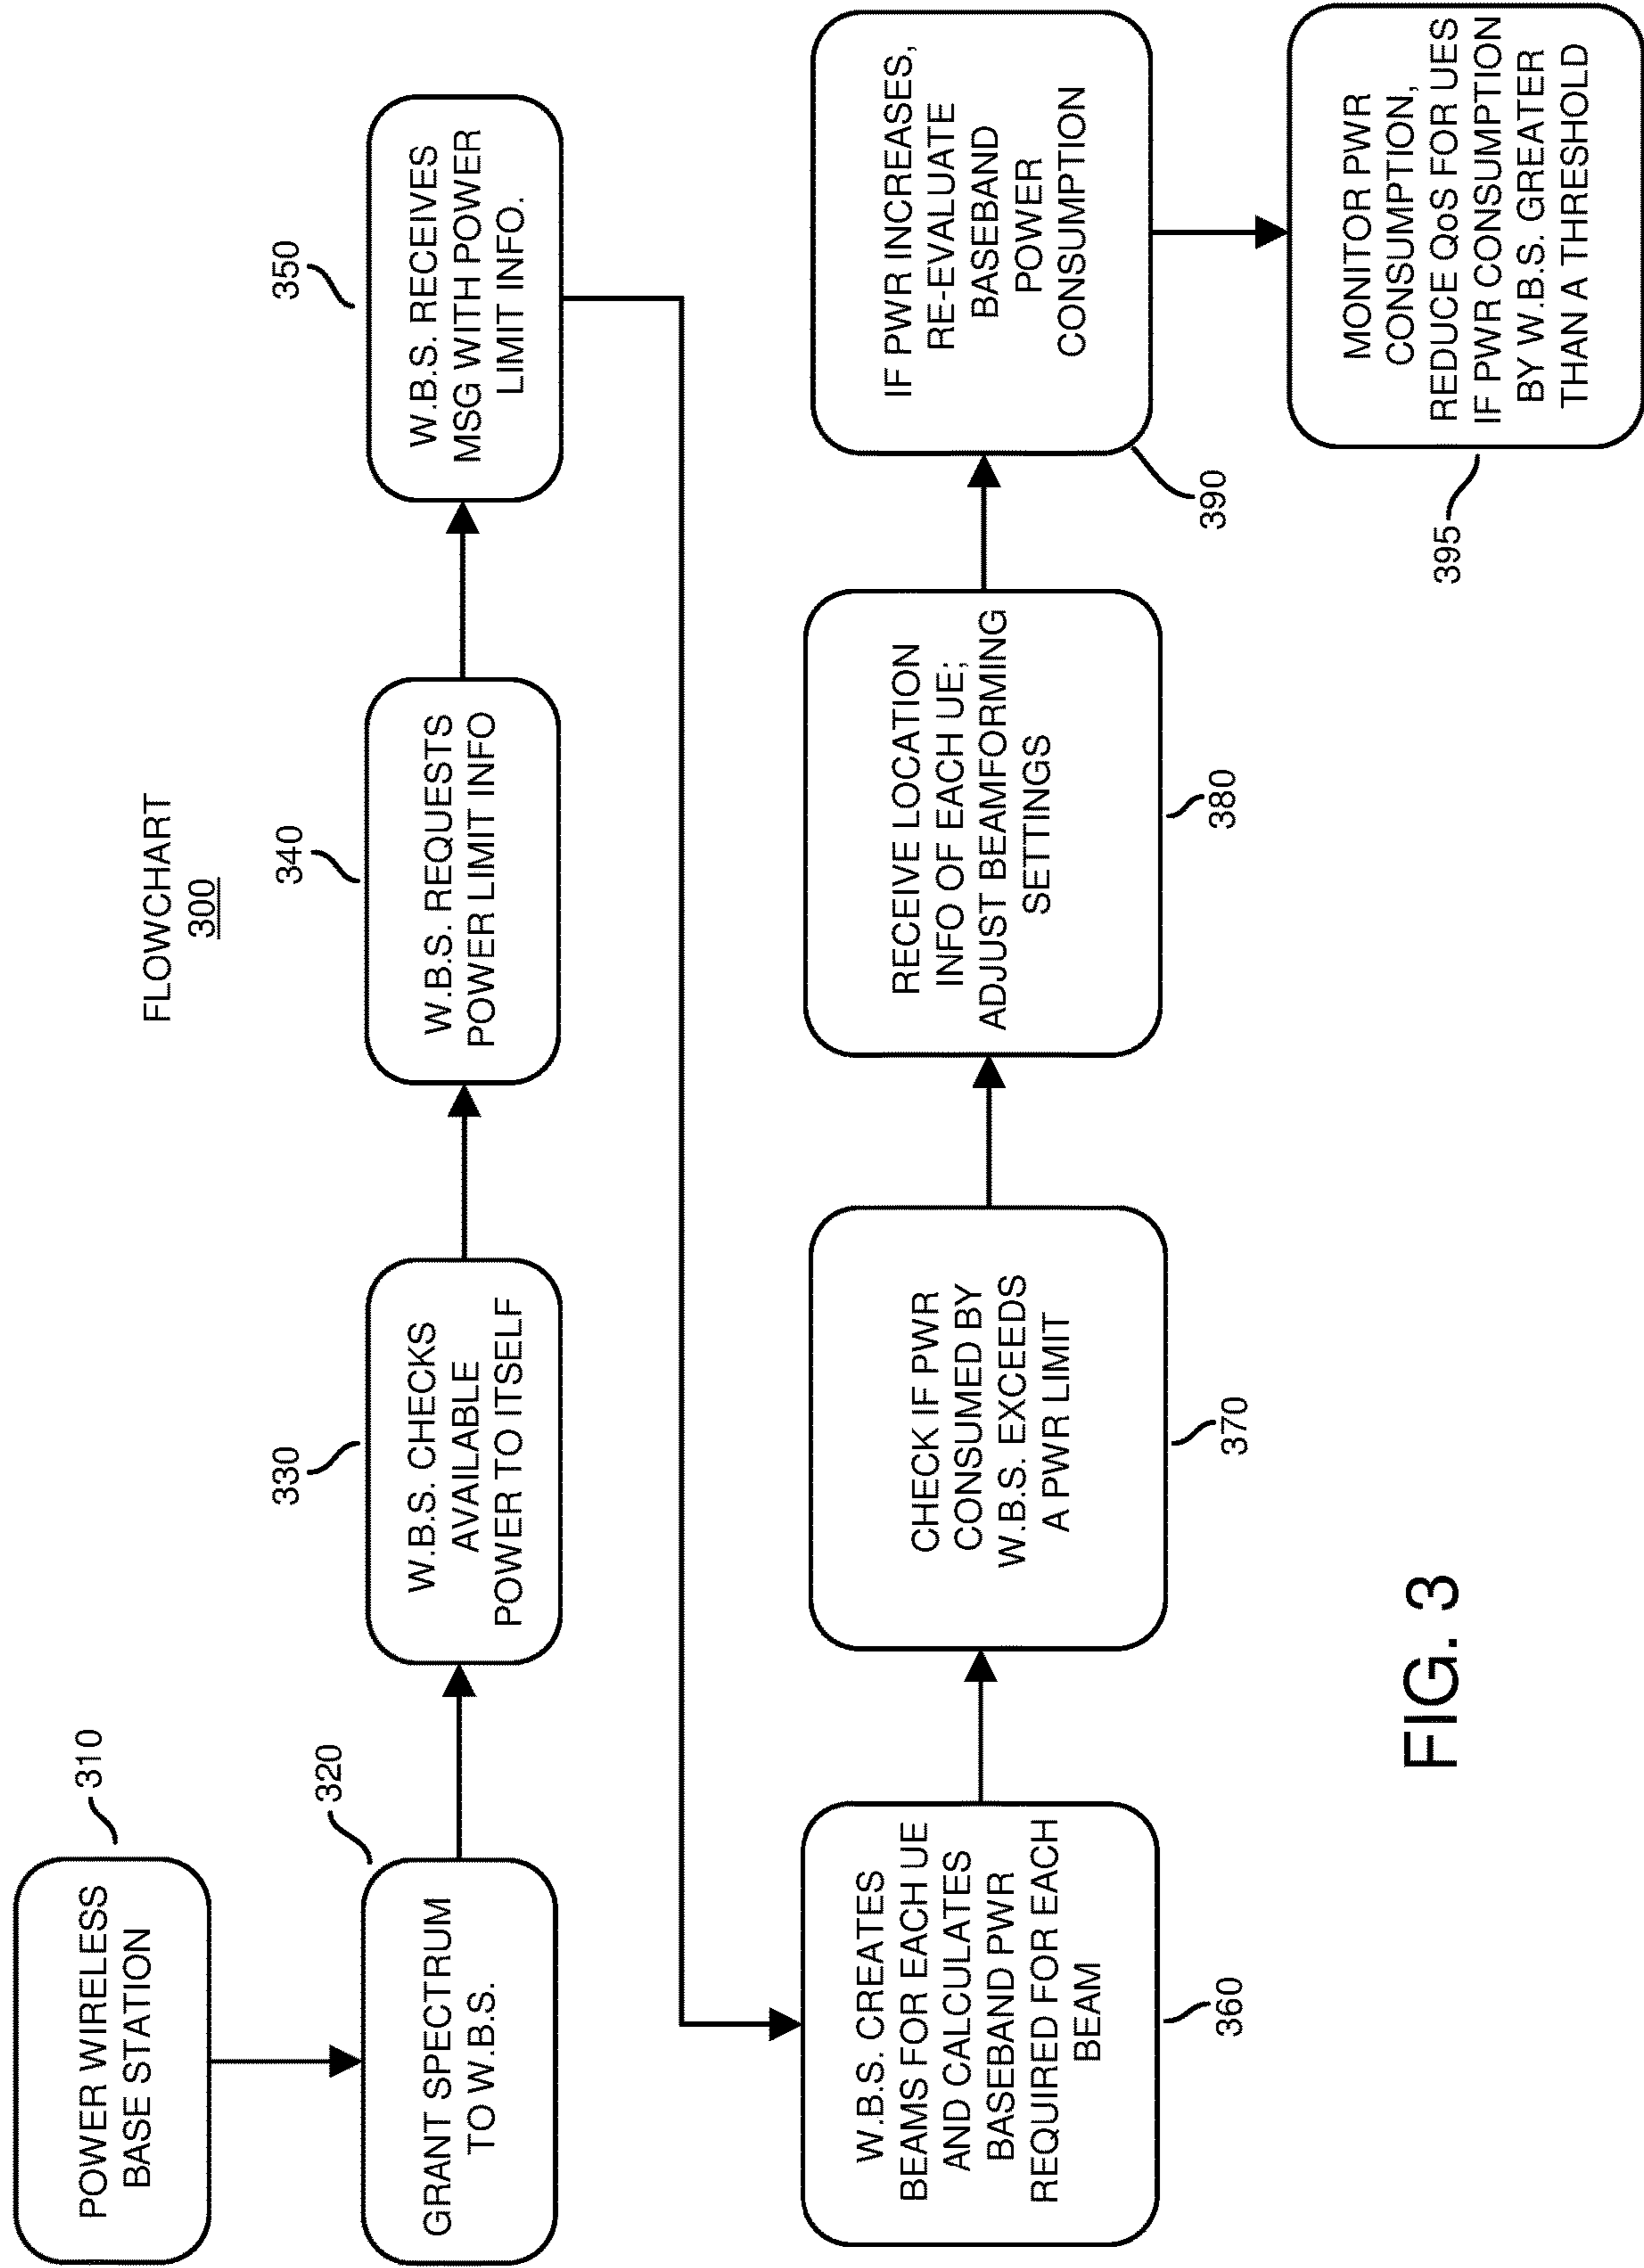 FLOWCHART
300
310
POWER WIRELESS
BASE STATION
320
GRANT SPECTRUM
TO W.B.S.
330
W.B.S. CHECKS
AVAILABLE
POWER TO ITSELF
340
W.B.S. REQUESTS
POWER LIMIT INFO
350
W.B.S. RECEIVES
MSG WITH POWER
LIMIT INFO.
W.B.S. CREATES
BEAMS FOR EACH UE
AND CALCULATES
BASEBAND PWR
REQUIRED FOR EACH
BEAM
360
CHECK IF PWR
CONSUMED BY
W.B.S. EXCEEDS
A PWR LIMIT
370
RECEIVE LOCATION
INFO OF EACH UE;
ADJUST BEAMFORMING
SETTINGS
380
IF PWR INCREASES,
RE-EVALUATE
BASEBAND
POWER
CONSUMPTION
390
MONITOR PWR
CONSUMPTION,
REDUCE QoS FOR UES
IF PWR CONSUMPTION
BY W.B.S. GREATER
THAN A THRESHOLD
395
FIG. 3